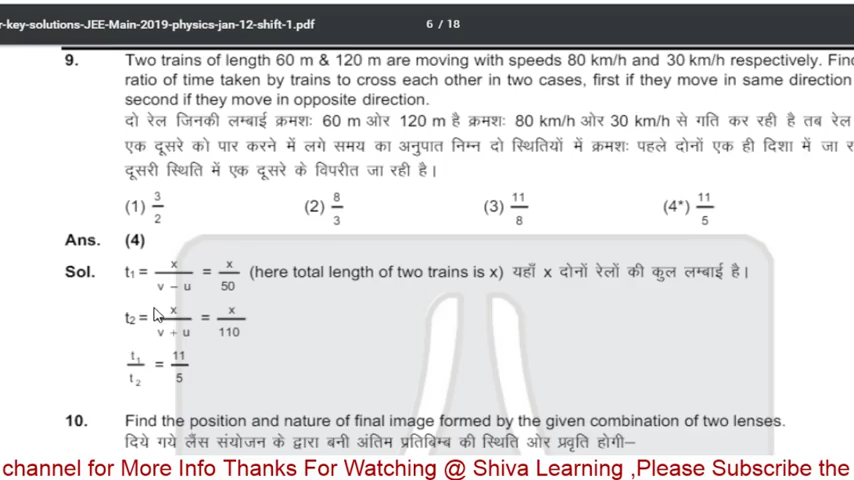 r-key-solutions-JEE-Main-2019-physics-jan-12-shift-1.pdf 6 / 18
9. Two trains of length 60 m & 120 m are moving with speeds 80 km/h and 30 km/h respectively. Find
ratio of time taken by trains to cross each other in two cases, first if they move in same direction
second if they move in opposite direction.
दो रेल जिनकी लम्बाई क्रमशः 60 m ओर 120 m है क्रमशः 80 km/h ओर 30 km/h से गति कर रही है तब रेल
एक दूसरे को पार करने में लगे समय का अनुपात निम्न दो स्थितियों में क्रमशः पहले दोनों एक ही दिशा में जा र
दूसरी स्थिति में एक दूसरे के विपरीत जा रही है।
(1) 3/2 (2) 8/3 (3) 11/8 (4*) 11/5
Ans. (4)
Sol. t₁ = x/(v − u) = x/50 (here total length of two trains is x) यहाँ x दोनों रेलों की कुल लम्बाई है।
t₂ = x/(v + u) = x/110
t₁/t₂ = 11/5
10. Find the position and nature of final image formed by the given combination of two lenses.
दिये गये लैंस संयोजन के द्वारा बनी अंतिम प्रतिबिम्ब की स्थिति ओर प्रवृति होगी–
channel for More Info Thanks For Watching @ Shiva Learning ,Please Subscribe the